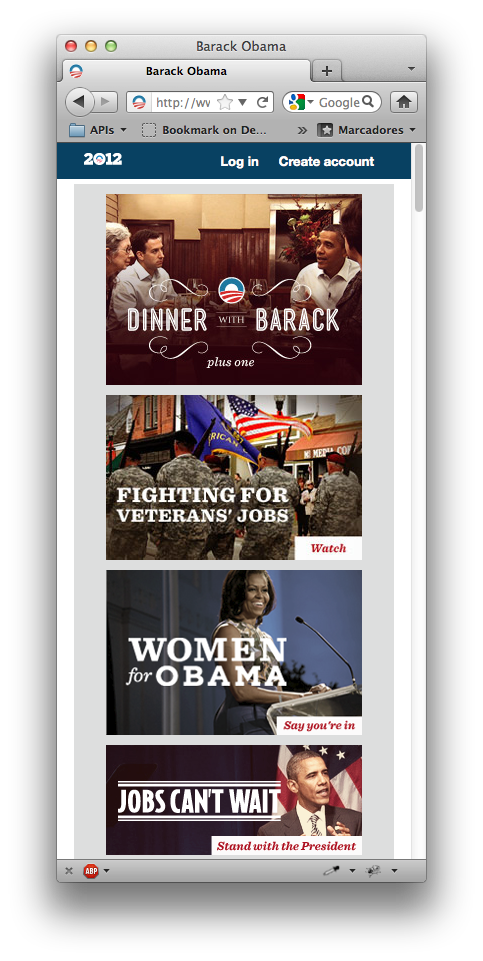 Barack Obama
Barack Obama
http://wv
Google
APIs
Bookmark on De...
Marcadores
2012
Log in
Create account
DINNER WITH BARACK
plus one
FIGHTING FOR
VETERANS' JOBS
Watch
WOMEN
for OBAMA
Say you're in
JOBS CAN'T WAIT
Stand with the President
ABP